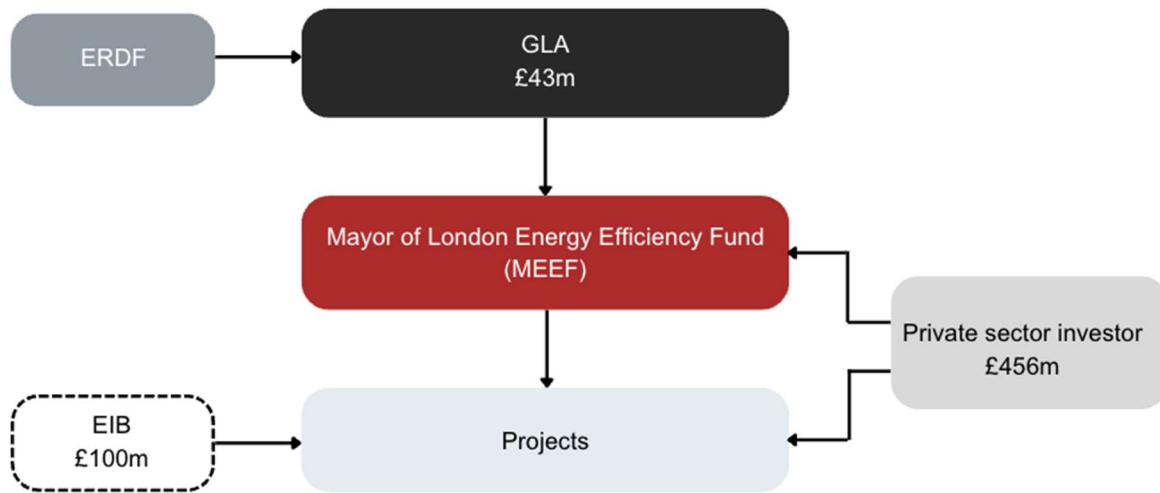 ERDF
GLA
£43m
Mayor of London Energy Efficiency Fund
(MEEF)
Private sector investor
£456m
EIB
£100m
Projects